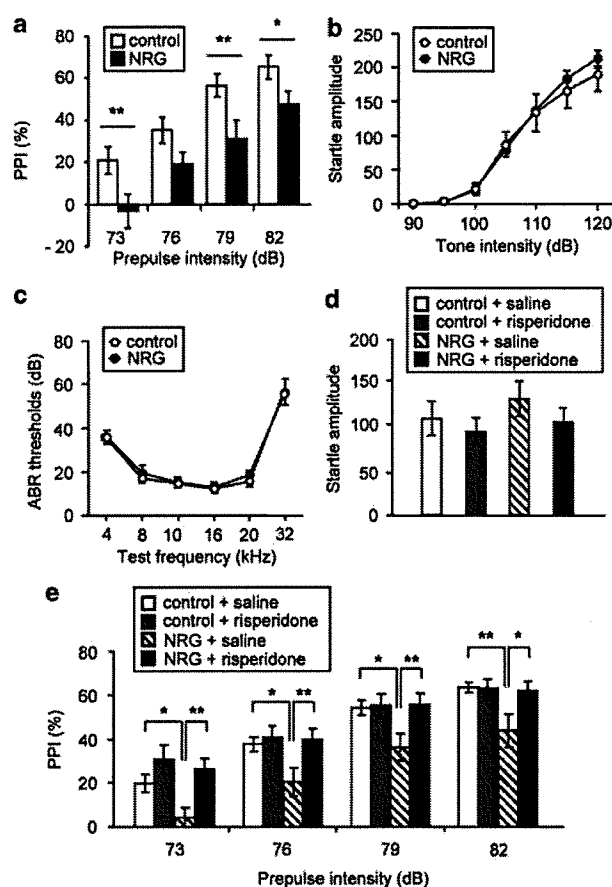 a
control
NRG
** ** *
PPI (%)
80
60
40
20
0
- 20
73 76 79 82
Prepulse intensity (dB)
b
control
NRG
Startle amplitude
250
200
150
100
50
0
90 100 110 120
Tone intensity (dB)
c
control
NRG
ABR thresholds (dB)
80
60
40
20
0
4 8 10 16 20 32
Test frequency (kHz)
d
control + saline
control + risperidone
NRG + saline
NRG + risperidone
Startle amplitude
200
150
100
50
0
e
control + saline
control + risperidone
NRG + saline
NRG + risperidone
* ** * ** * ** ** *
PPI (%)
80
60
40
20
0
73 76 79 82
Prepulse intensity (dB)